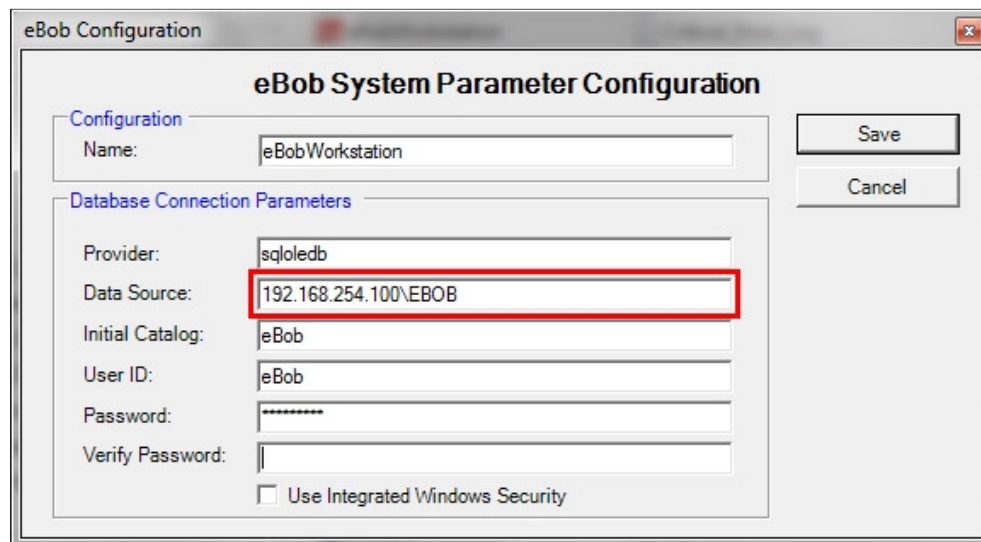 eBob Configuration
eBob System Parameter Configuration
Configuration
Save
Name:
eBobWorkstation
Cancel
Database Connection Parameters
Provider:
sqloledb
Data Source:
192.168.254.100\EBOB
Initial Catalog:
eBob
User ID:
eBob
Password:
*********
Verify Password:
Use Integrated Windows Security